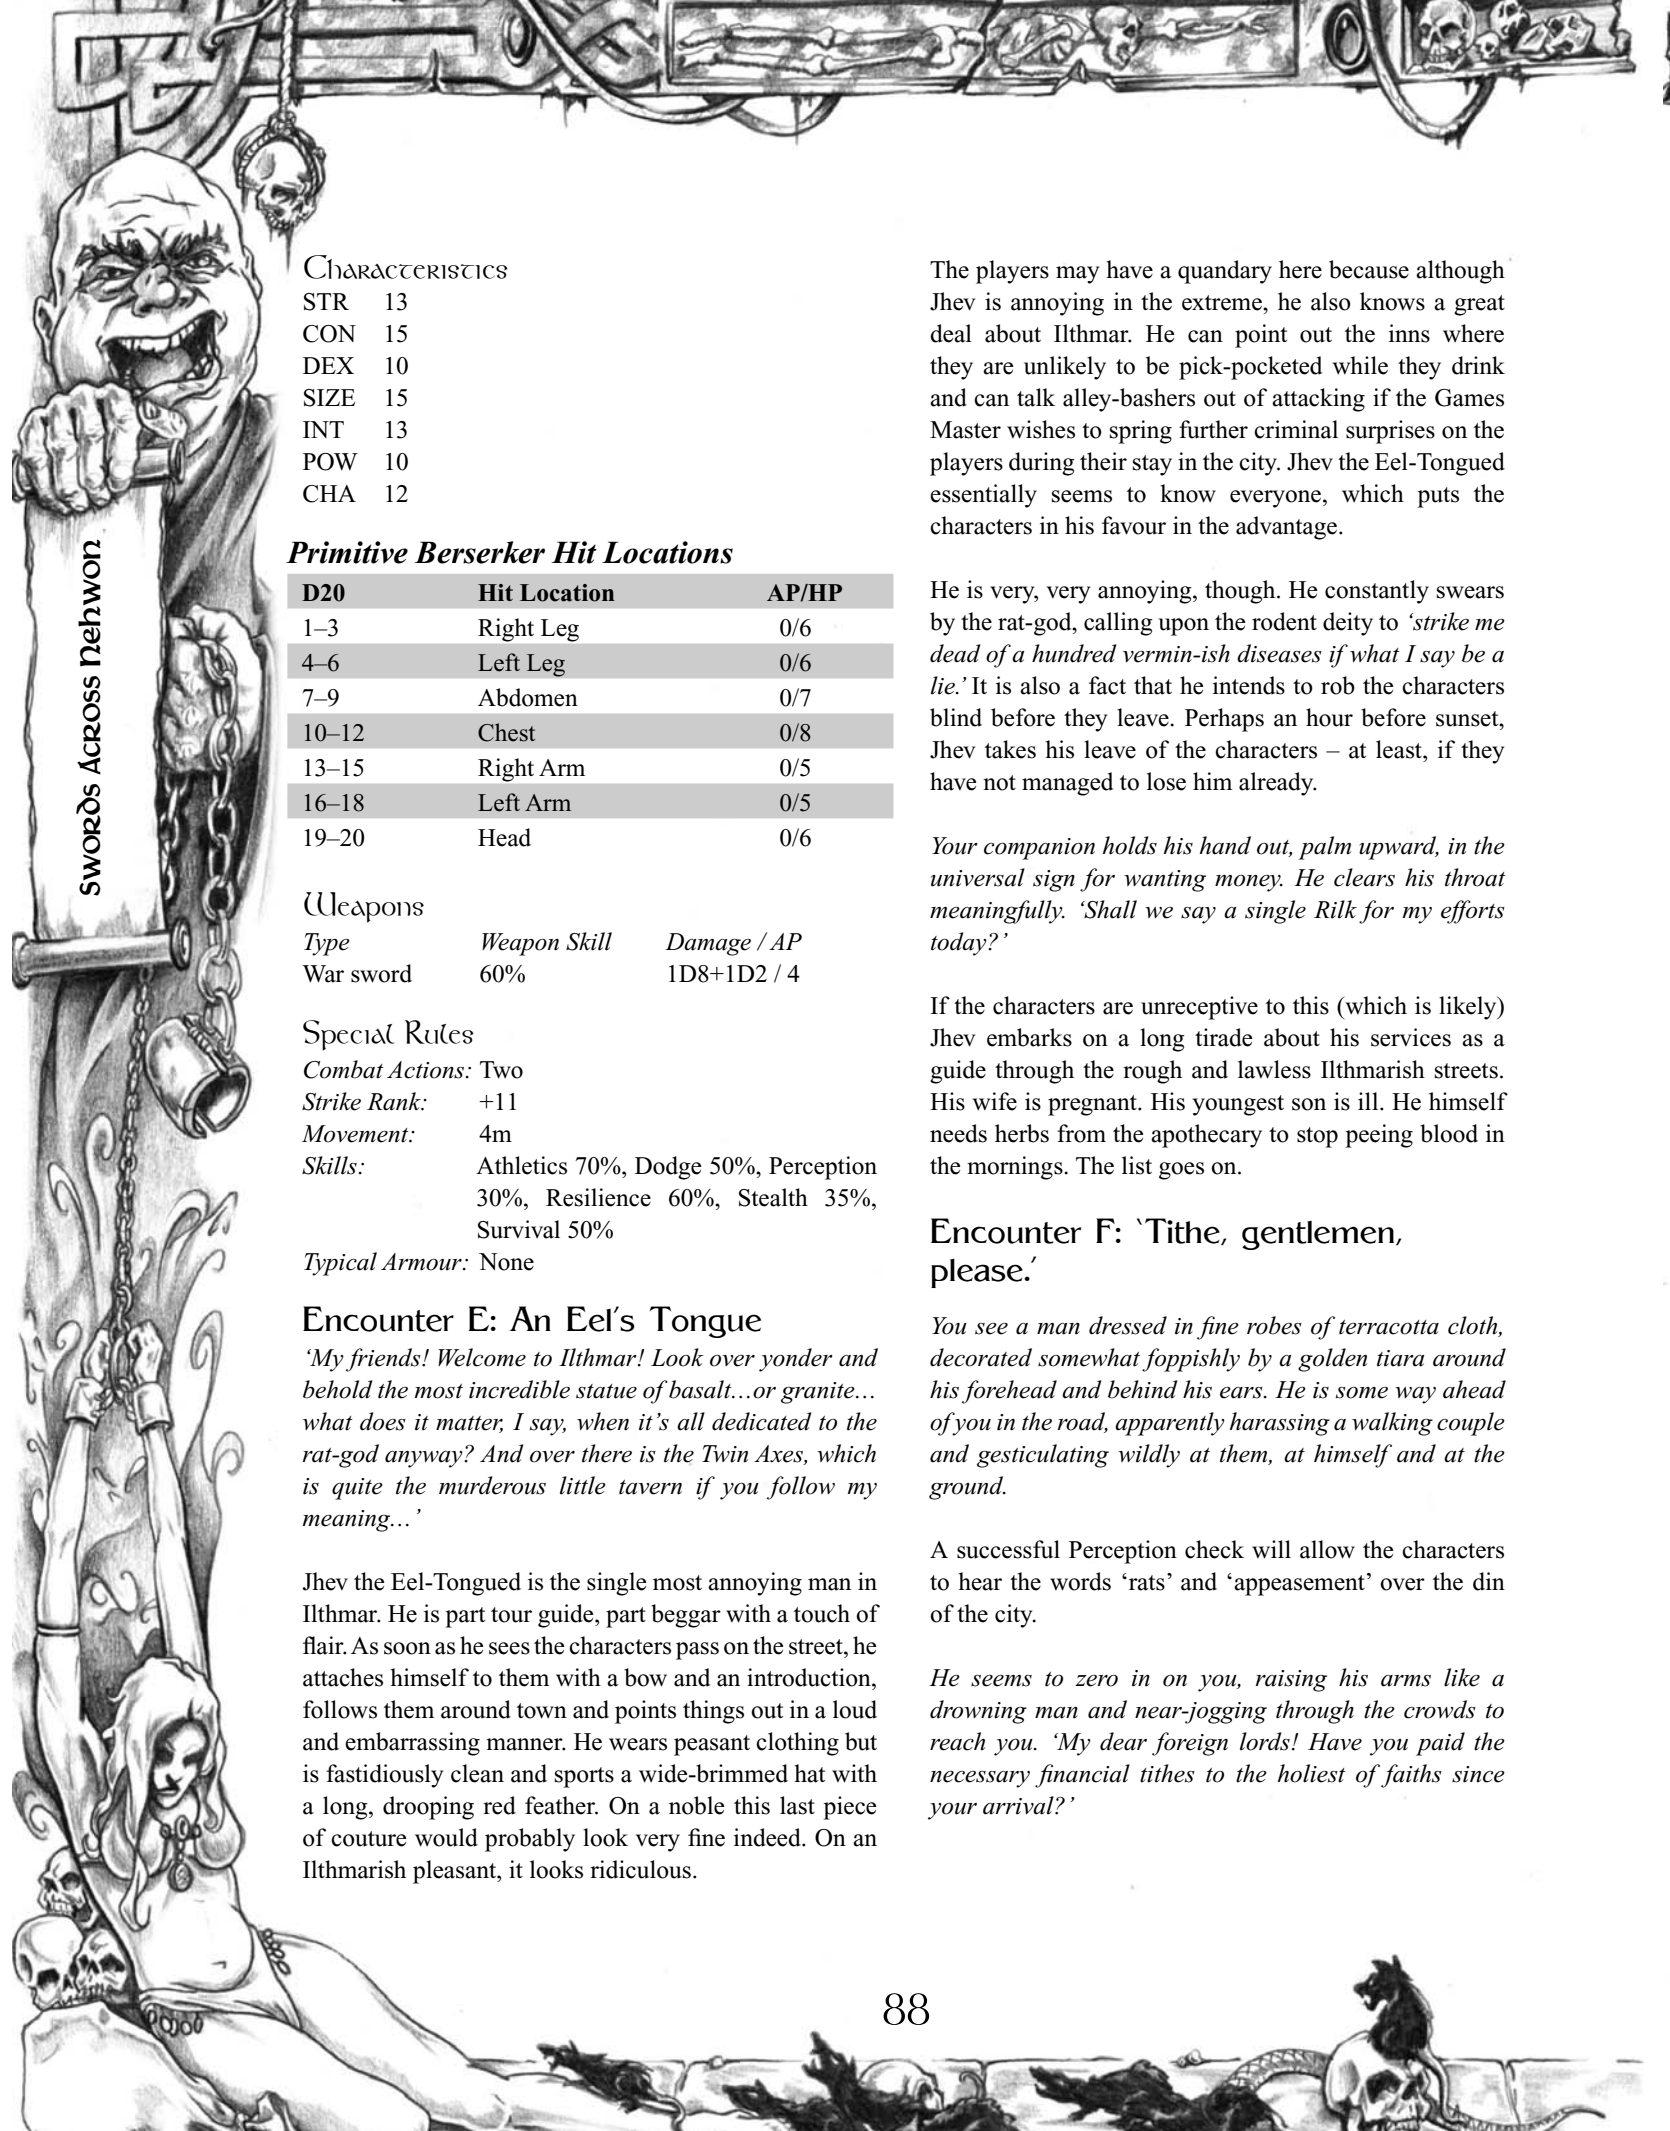 Swords Across Nehwon
Characteristics
STR 13
CON 15
DEX 10
SIZE 15
INT 13
POW 10
CHA 12
Primitive Berserker Hit Locations
D20 Hit Location AP/HP
1–3 Right Leg 0/6
4–6 Left Leg 0/6
7–9 Abdomen 0/7
10–12 Chest 0/8
13–15 Right Arm 0/5
16–18 Left Arm 0/5
19–20 Head 0/6
Weapons
Type Weapon Skill Damage / AP
War sword 60% 1D8+1D2 / 4
Special Rules
Combat Actions: Two
Strike Rank: +11
Movement: 4m
Skills: Athletics 70%, Dodge 50%, Perception
30%, Resilience 60%, Stealth 35%,
Survival 50%
Typical Armour: None
Encounter E: An Eel's Tongue
‘My friends! Welcome to Ilthmar! Look over yonder and
behold the most incredible statue of basalt…or granite…
what does it matter, I say, when it’s all dedicated to the
rat-god anyway? And over there is the Twin Axes, which
is quite the murderous little tavern if you follow my
meaning…’
Jhev the Eel-Tongued is the single most annoying man in
Ilthmar. He is part tour guide, part beggar with a touch of
flair. As soon as he sees the characters pass on the street, he
attaches himself to them with a bow and an introduction,
follows them around town and points things out in a loud
and embarrassing manner. He wears peasant clothing but
is fastidiously clean and sports a wide-brimmed hat with
a long, drooping red feather. On a noble this last piece
of couture would probably look very fine indeed. On an
Ilthmarish pleasant, it looks ridiculous.
The players may have a quandary here because although
Jhev is annoying in the extreme, he also knows a great
deal about Ilthmar. He can point out the inns where
they are unlikely to be pick-pocketed while they drink
and can talk alley-bashers out of attacking if the Games
Master wishes to spring further criminal surprises on the
players during their stay in the city. Jhev the Eel-Tongued
essentially seems to know everyone, which puts the
characters in his favour in the advantage.
He is very, very annoying, though. He constantly swears
by the rat-god, calling upon the rodent deity to ‘strike me
dead of a hundred vermin-ish diseases if what I say be a
lie.’ It is also a fact that he intends to rob the characters
blind before they leave. Perhaps an hour before sunset,
Jhev takes his leave of the characters – at least, if they
have not managed to lose him already.
Your companion holds his hand out, palm upward, in the
universal sign for wanting money. He clears his throat
meaningfully. ‘Shall we say a single Rilk for my efforts
today?’
If the characters are unreceptive to this (which is likely)
Jhev embarks on a long tirade about his services as a
guide through the rough and lawless Ilthmarish streets.
His wife is pregnant. His youngest son is ill. He himself
needs herbs from the apothecary to stop peeing blood in
the mornings. The list goes on.
Encounter F: ‘Tithe, gentlemen,
please.’
You see a man dressed in fine robes of terracotta cloth,
decorated somewhat foppishly by a golden tiara around
his forehead and behind his ears. He is some way ahead
of you in the road, apparently harassing a walking couple
and gesticulating wildly at them, at himself and at the
ground.
A successful Perception check will allow the characters
to hear the words ‘rats’ and ‘appeasement’ over the din
of the city.
He seems to zero in on you, raising his arms like a
drowning man and near-jogging through the crowds to
reach you. ‘My dear foreign lords! Have you paid the
necessary financial tithes to the holiest of faiths since
your arrival?’
88